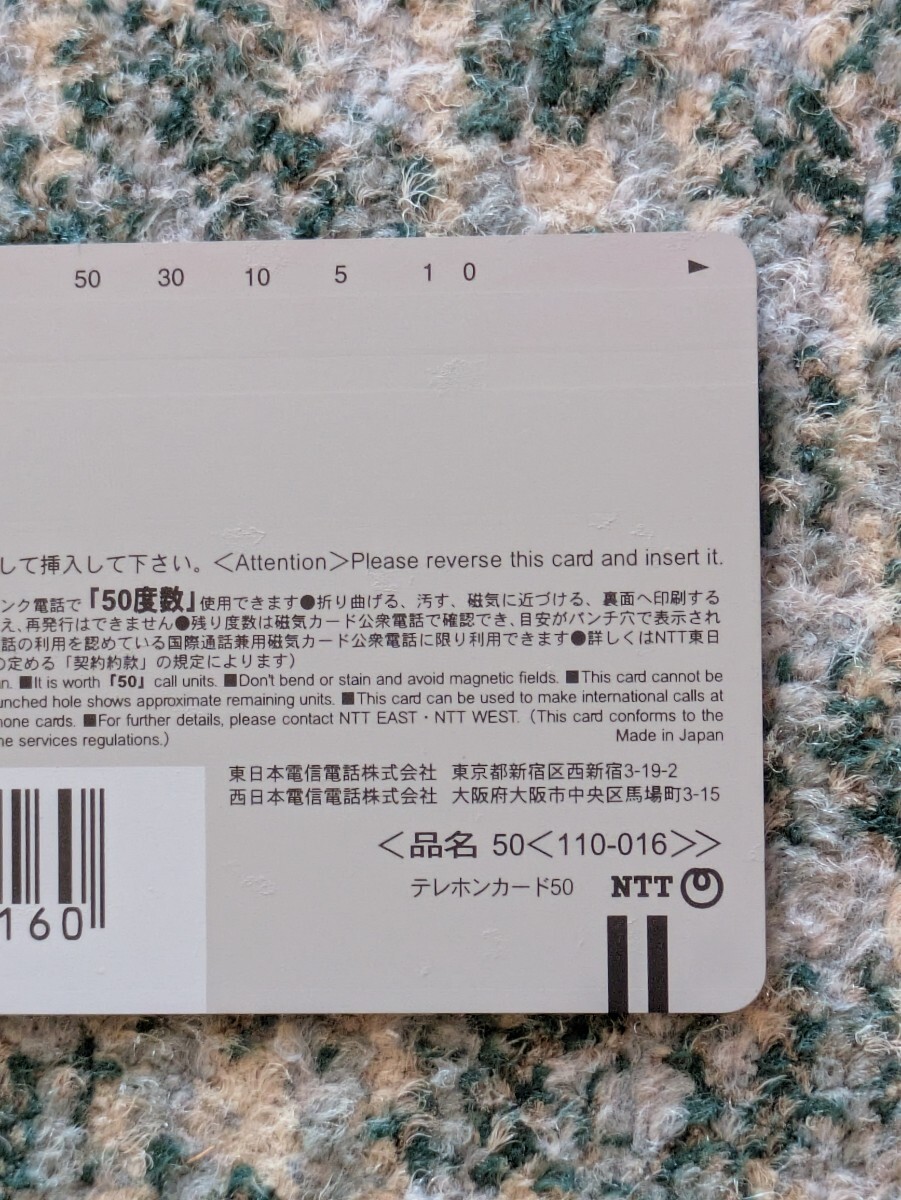 50 30 10 5 1 0 ▶
して挿入して下さい。<Attention>Please reverse this card and insert it.
ンク電話で「50度数」使用できます●折り曲げる、汚す、磁気に近づける、裏面へ印刷する
え、再発行はできません●残り度数は磁気カード公衆電話で確認でき、目安がパンチ穴で表示され
話の利用を認めている国際通話兼用磁気カード公衆電話に限り利用できます●詳しくはNTT東日
の定める「契約約款」の規定によります)
n. ■It is worth「50」call units. ■Don't bend or stain and avoid magnetic fields. ■This card cannot be
unched hole shows approximate remaining units. ■This card can be used to make international calls at
hone cards. ■For further details, please contact NTT EAST・NTT WEST. (This card conforms to the
ne services regulations.) Made in Japan
東日本電信電話株式会社 東京都新宿区西新宿3-19-2
西日本電信電話株式会社 大阪府大阪市中央区馬場町3-15
<品名 50<110-016>>
テレホンカード50 NTT
160